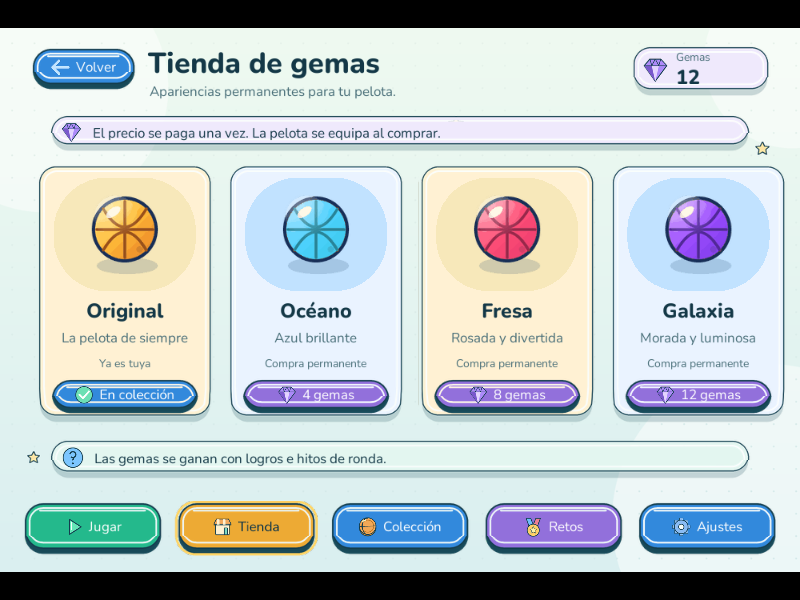 Volver
Tienda de gemas
Apariencias permanentes para tu pelota.
Gemas
12
El precio se paga una vez. La pelota se equipa al comprar.
Original
La pelota de siempre
Ya es tuya
En colección
Océano
Azul brillante
Compra permanente
4 gemas
Fresa
Rosada y divertida
Compra permanente
8 gemas
Galaxia
Morada y luminosa
Compra permanente
12 gemas
?
Las gemas se ganan con logros e hitos de ronda.
Jugar
Tienda
Colección
Retos
Ajustes